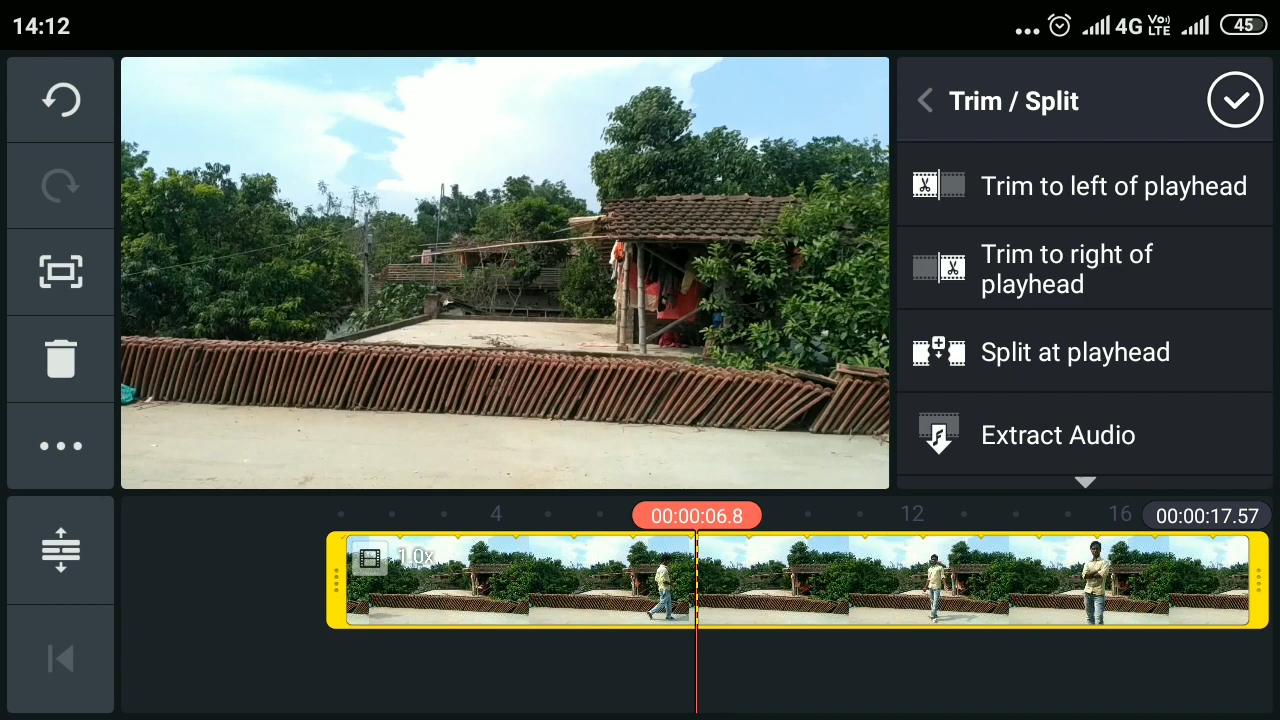 14:12
4G VoLTE 45
Trim / Split
Trim to left of playhead
Trim to right of
playhead
Split at playhead
Extract Audio
4 00:00:06.8 12 16 00:00:17.57
1.0x